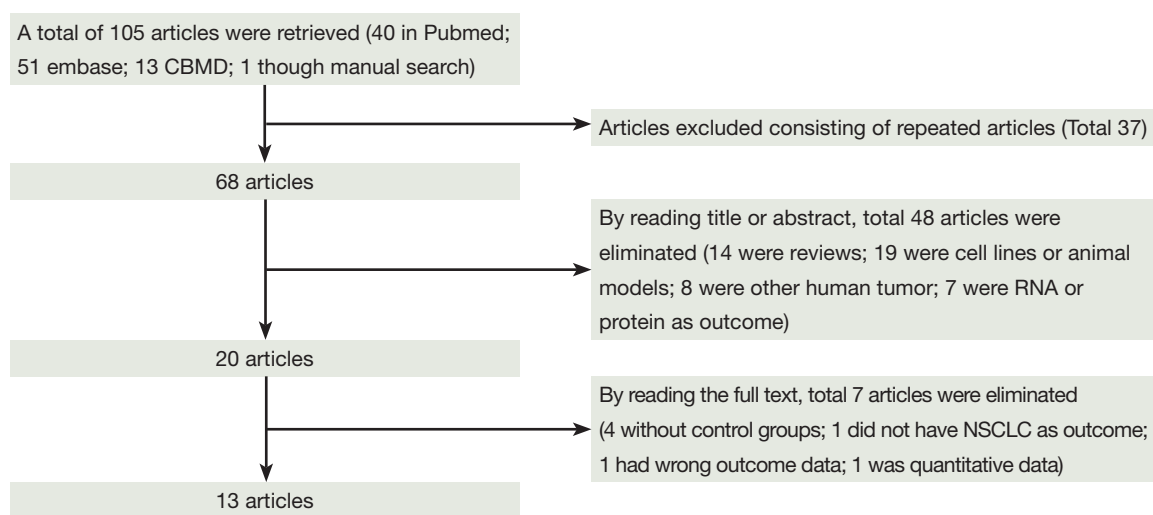 A total of 105 articles were retrieved (40 in Pubmed;
51 embase; 13 CBMD; 1 though manual search)
Articles excluded consisting of repeated articles (Total 37)
68 articles
By reading title or abstract, total 48 articles were
eliminated (14 were reviews; 19 were cell lines or animal
models; 8 were other human tumor; 7 were RNA or
protein as outcome)
20 articles
By reading the full text, total 7 articles were eliminated
(4 without control groups; 1 did not have NSCLC as outcome;
1 had wrong outcome data; 1 was quantitative data)
13 articles